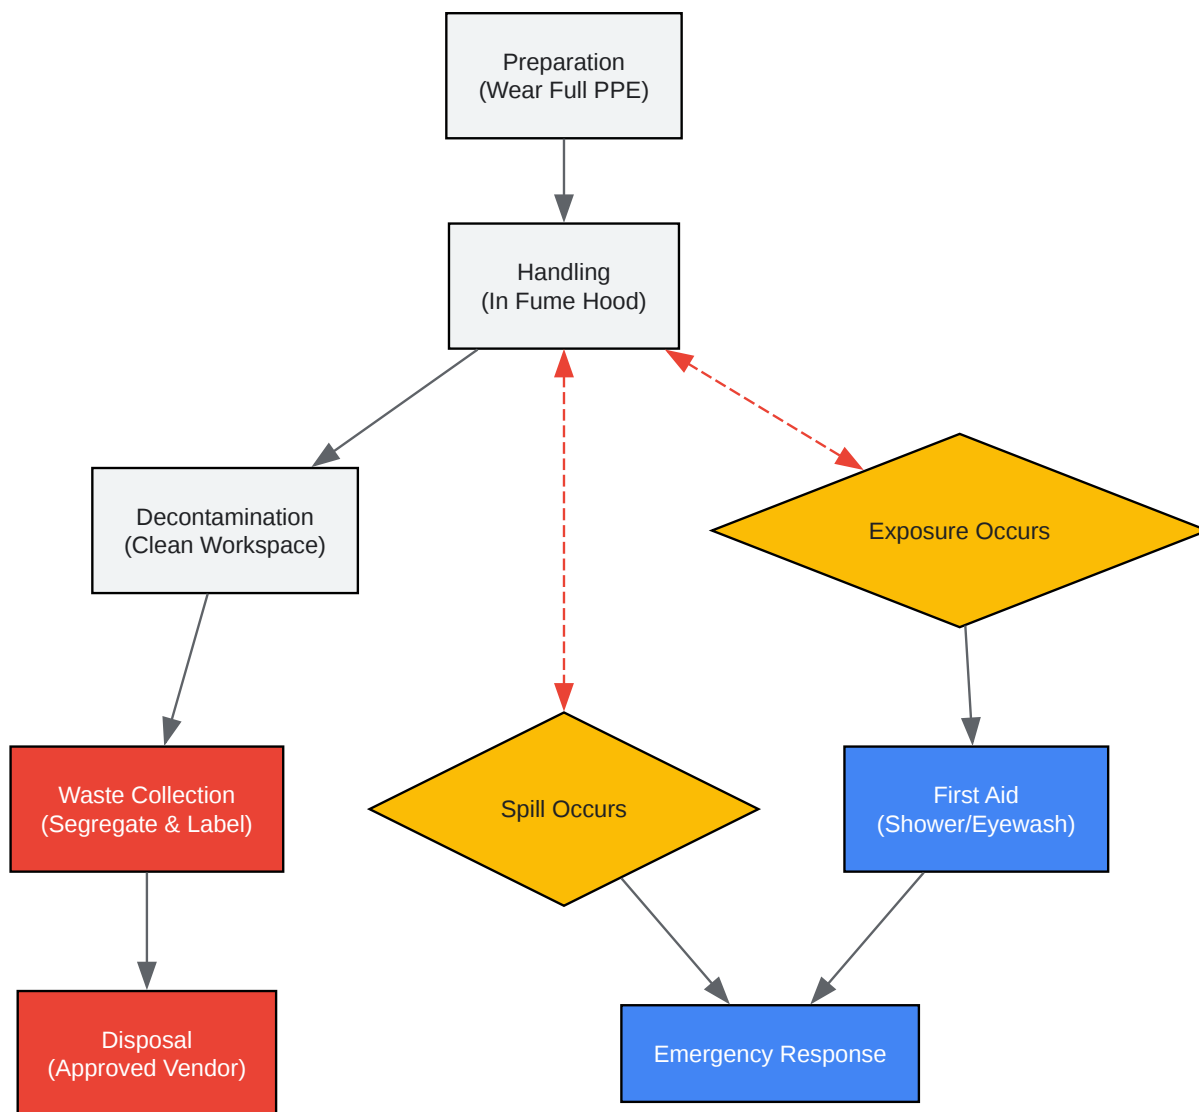 Preparation
(Wear Full PPE)
Handling
(In Fume Hood)
Decontamination
(Clean Workspace)
Exposure Occurs
Waste Collection
(Segregate & Label)
Spill Occurs
First Aid
(Shower/Eyewash)
Disposal
(Approved Vendor)
Emergency Response